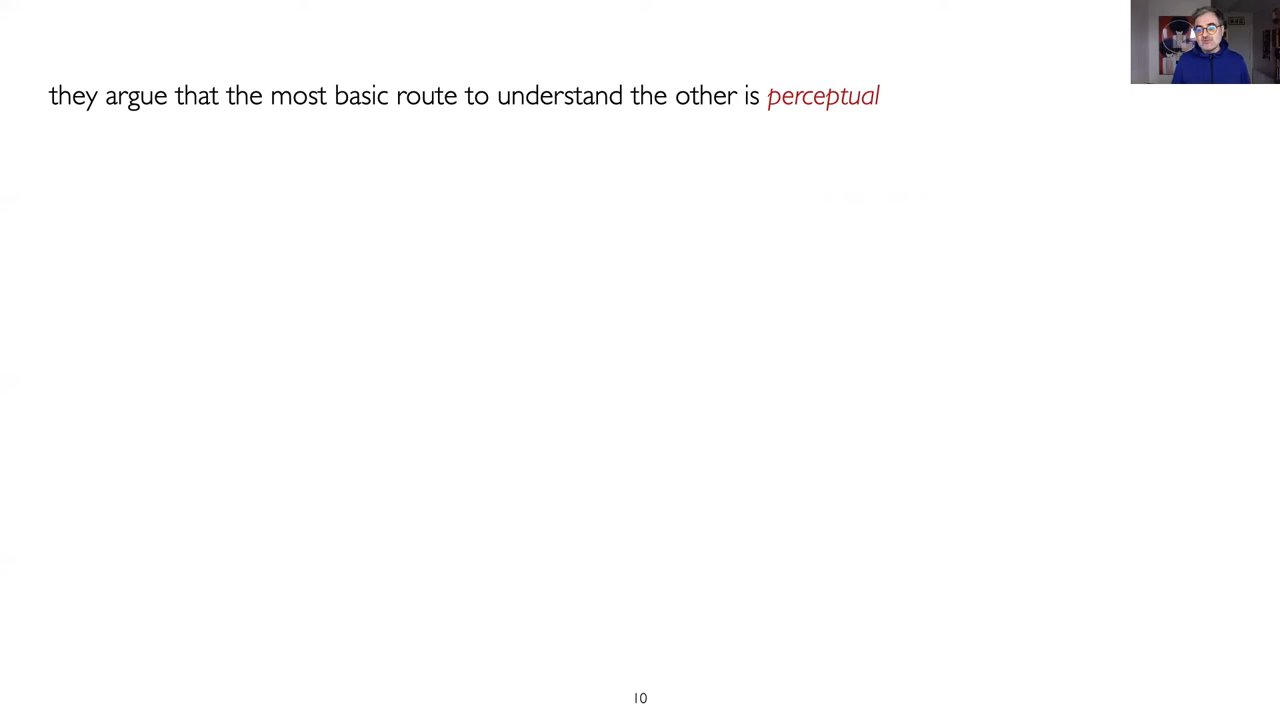 they argue that the most basic route to understand the other is perceptual
10